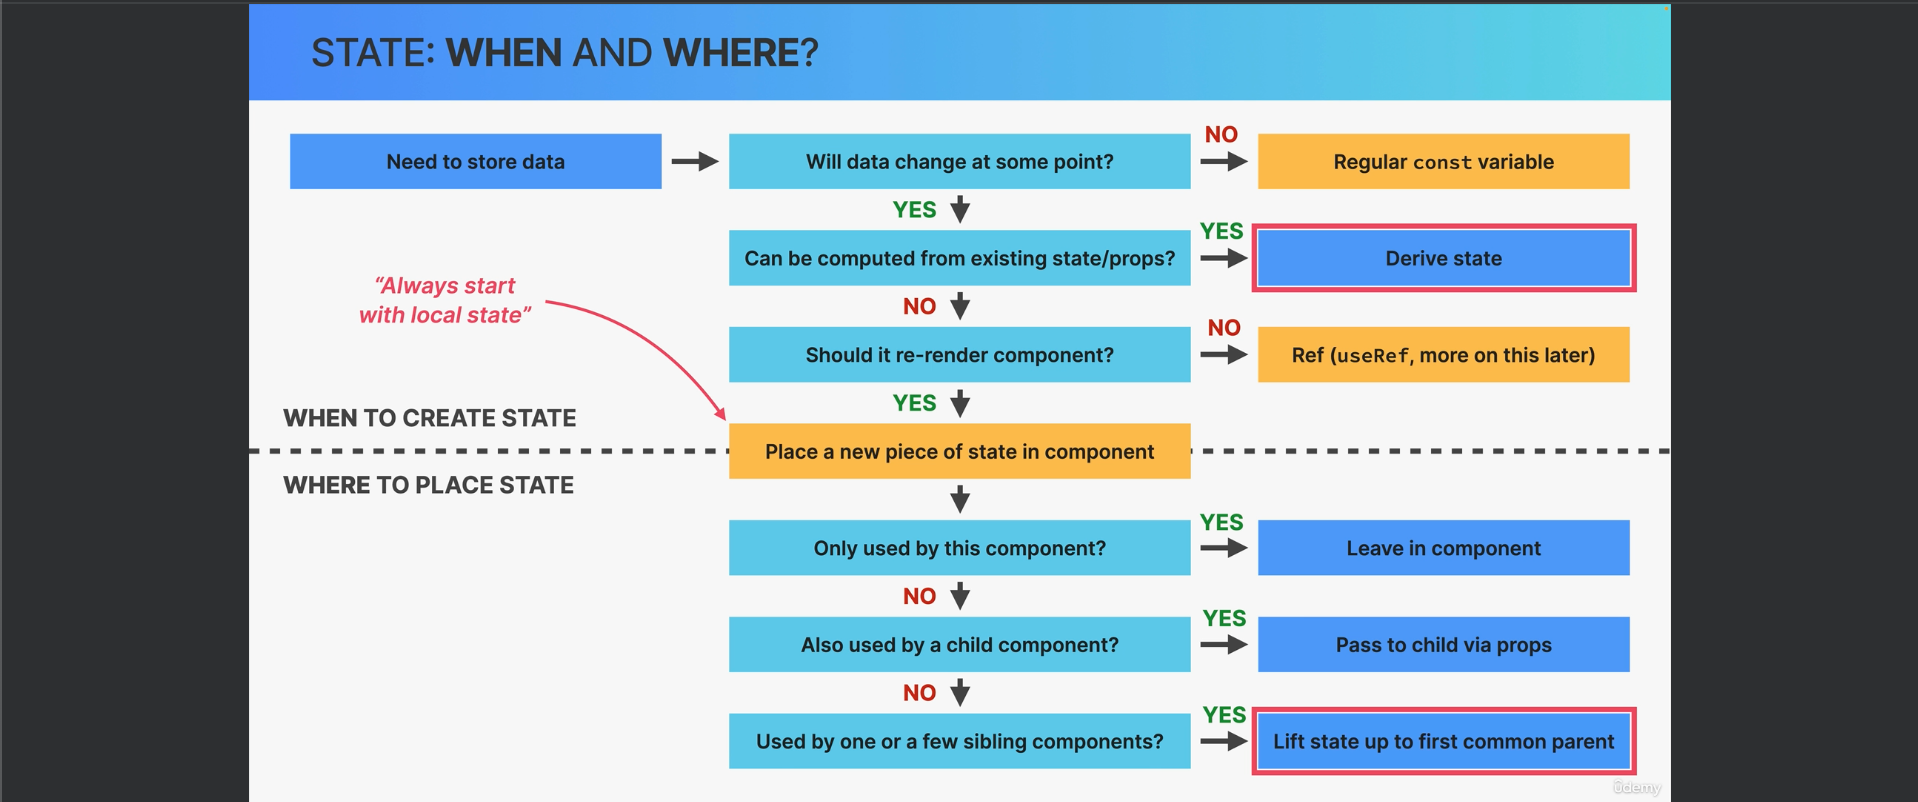 STATE: WHEN AND WHERE?
Need to store data
Will data change at some point?
NO
Regular const variable
YES
Can be computed from existing state/props?
YES
Derive state
“Always start
with local state”
NO
Should it re-render component?
NO
Ref (useRef, more on this later)
YES
WHEN TO CREATE STATE
Place a new piece of state in component
WHERE TO PLACE STATE
Only used by this component?
YES
Leave in component
NO
Also used by a child component?
YES
Pass to child via props
NO
Used by one or a few sibling components?
YES
Lift state up to first common parent
ûdemy